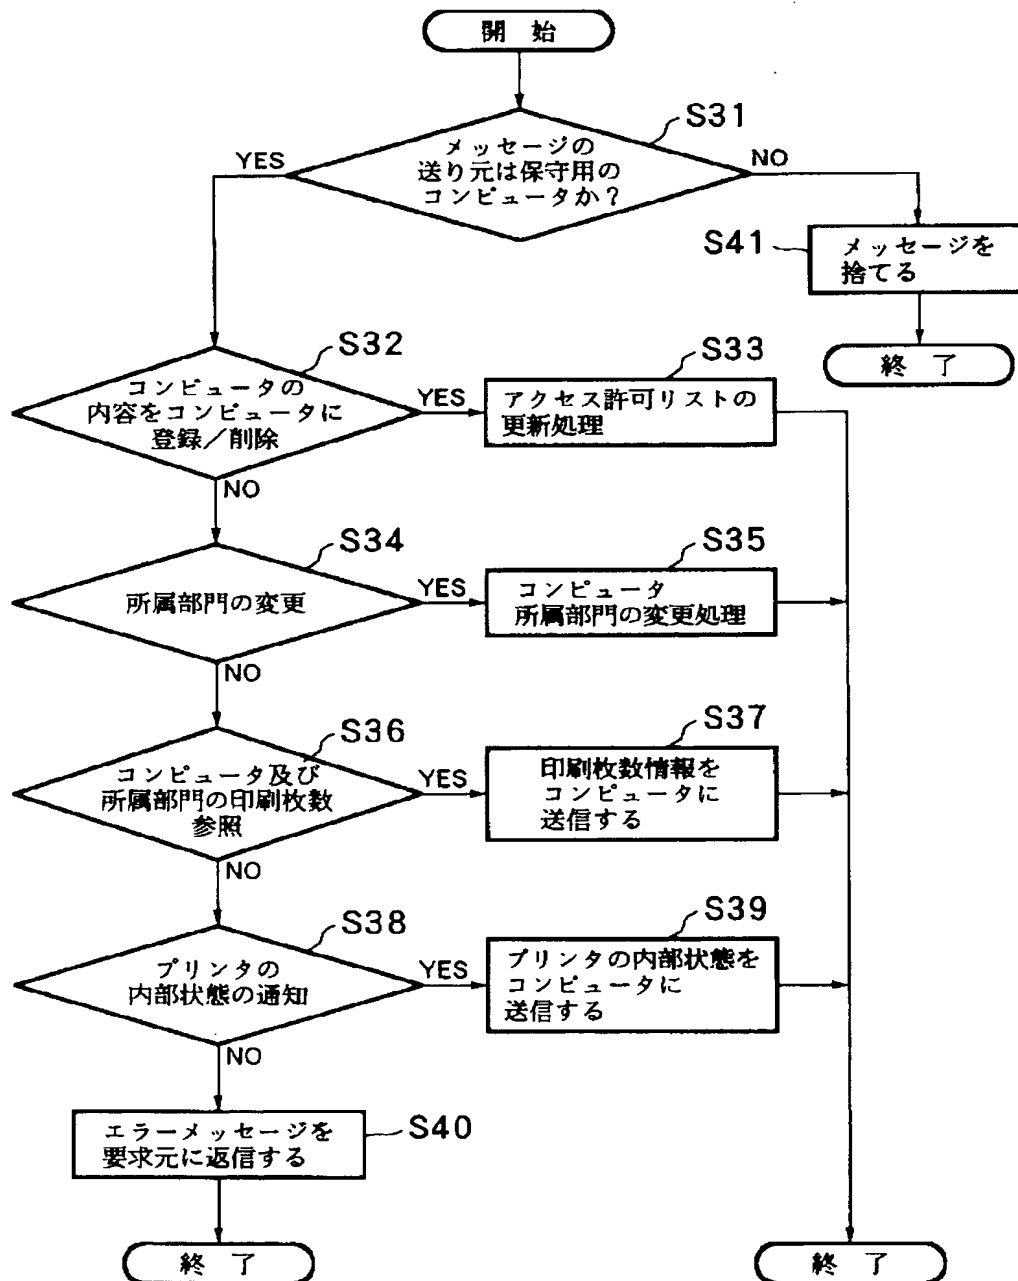 開 始
S31
メッセージの
送り元は保守用の
コンピュータか？
YES
NO
S41
メッセージを
捨てる
終 了
S32
コンピュータの
内容をコンピュータに
登録／削除
YES
S33
アクセス許可リストの
更新処理
NO
S34
所属部門の変更
YES
S35
コンピュータ
所属部門の変更処理
NO
S36
コンピュータ及び
所属部門の印刷枚数
参照
YES
S37
印刷枚数情報を
コンピュータに
送信する
NO
S38
プリンタの
内部状態の通知
YES
S39
プリンタの内部状態を
コンピュータに
送信する
NO
エラーメッセージを
要求元に返信する
S40
終 了
終 了